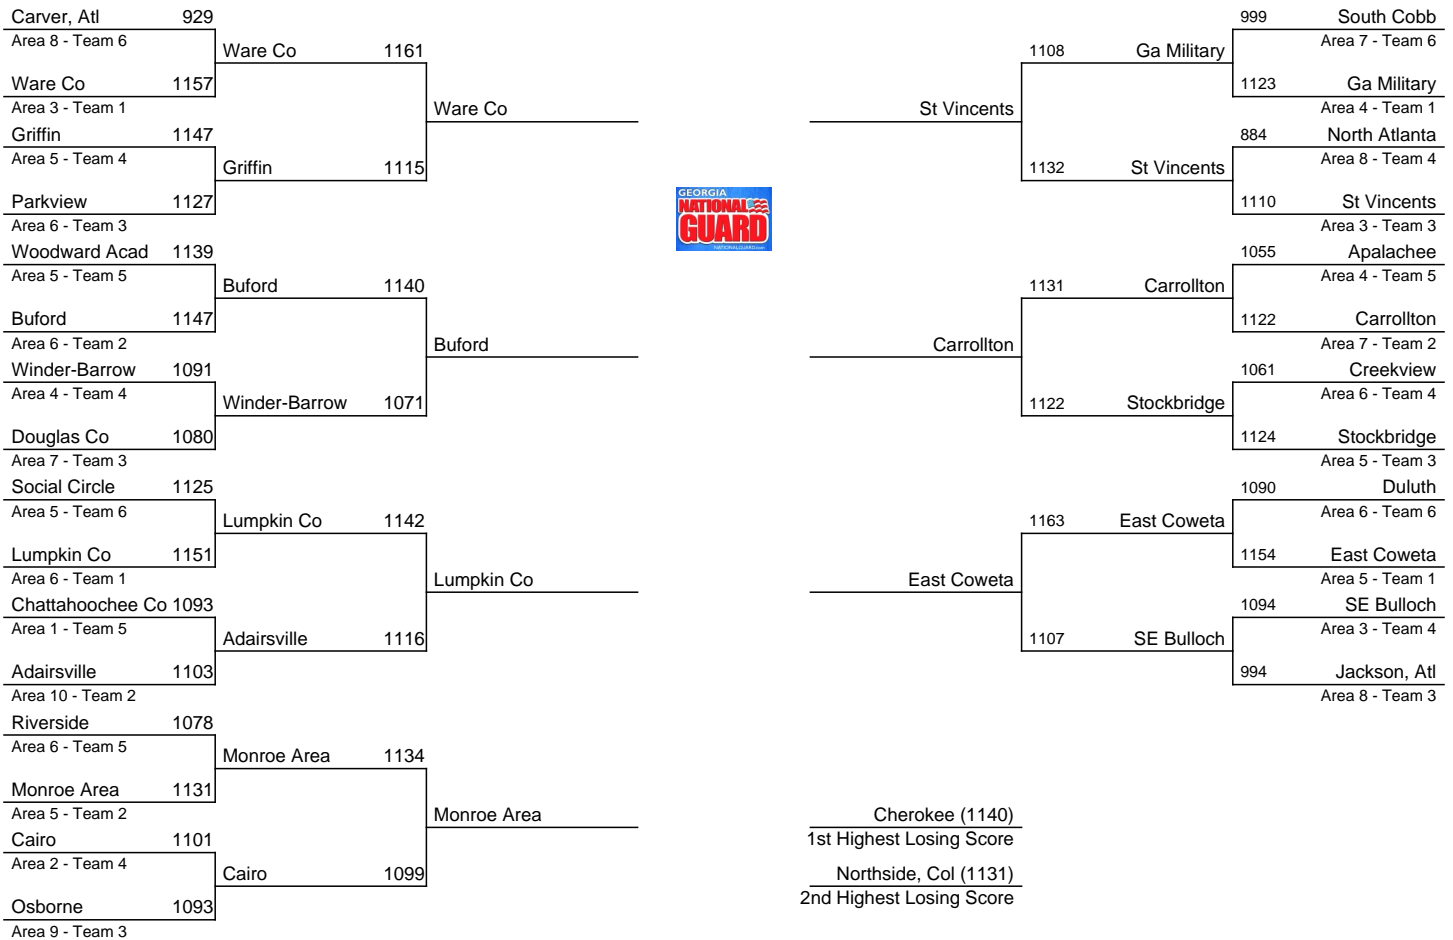 Carver, Atl 929
Area 8 - Team 6
Ware Co 1161
Ware Co 1157
Area 3 - Team 1
Ware Co
Griffin 1147
Area 5 - Team 4
Griffin 1115
Parkview 1127
Area 6 - Team 3
Woodward Acad 1139
Area 5 - Team 5
Buford 1140
Buford 1147
Area 6 - Team 2
Buford
Winder-Barrow 1091
Area 4 - Team 4
Winder-Barrow 1071
Douglas Co 1080
Area 7 - Team 3
Social Circle 1125
Area 5 - Team 6
Lumpkin Co 1142
Lumpkin Co 1151
Area 6 - Team 1
Lumpkin Co
Chattahoochee Co 1093
Area 1 - Team 5
Adairsville 1116
Adairsville 1103
Area 10 - Team 2
Riverside 1078
Area 6 - Team 5
Monroe Area 1134
Monroe Area 1131
Area 5 - Team 2
Monroe Area
Cairo 1101
Area 2 - Team 4
Cairo 1099
Osborne 1093
Area 9 - Team 3
GEORGIA
NATIONAL
GUARD
NATIONALGUARD.com
999 South Cobb
Area 7 - Team 6
1108 Ga Military
1123 Ga Military
Area 4 - Team 1
St Vincents
884 North Atlanta
Area 8 - Team 4
1132 St Vincents
1110 St Vincents
Area 3 - Team 3
1055 Apalachee
Area 4 - Team 5
1131 Carrollton
1122 Carrollton
Area 7 - Team 2
Carrollton
1061 Creekview
Area 6 - Team 4
1122 Stockbridge
1124 Stockbridge
Area 5 - Team 3
1090 Duluth
Area 6 - Team 6
1163 East Coweta
1154 East Coweta
Area 5 - Team 1
East Coweta
1094 SE Bulloch
Area 3 - Team 4
1107 SE Bulloch
994 Jackson, Atl
Area 8 - Team 3
Cherokee (1140)
1st Highest Losing Score
Northside, Col (1131)
2nd Highest Losing Score